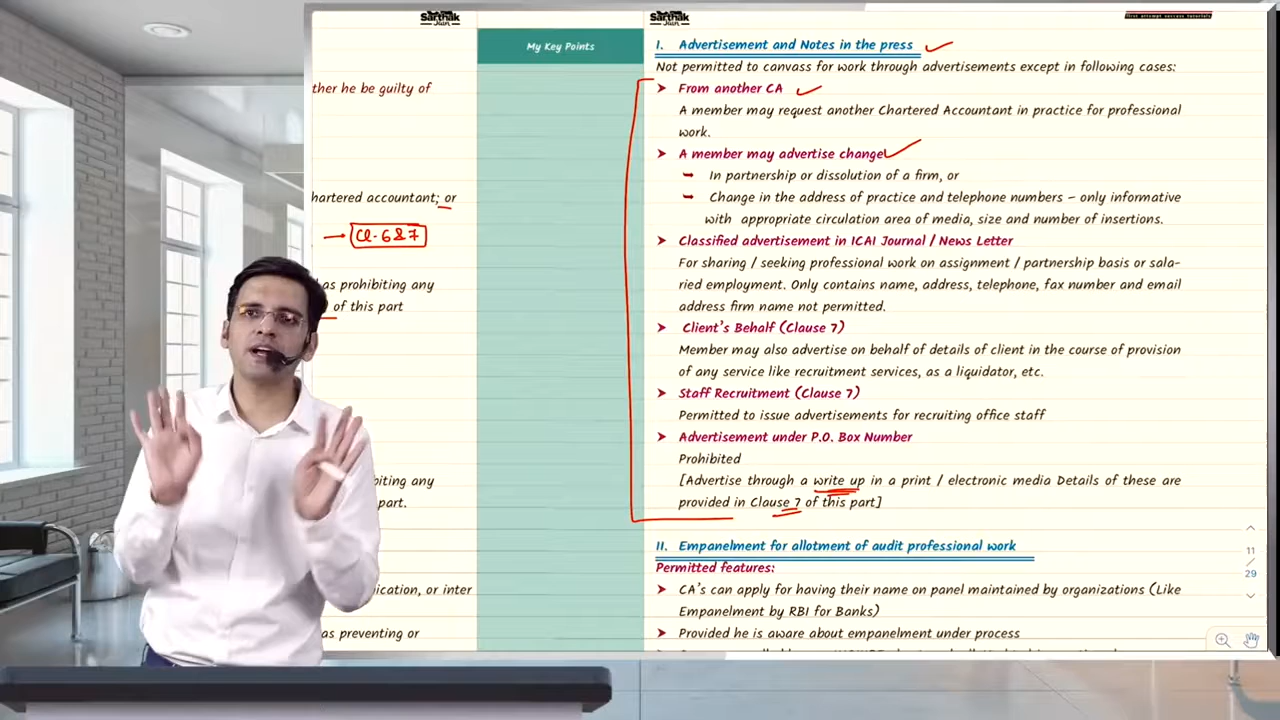 Sarthak
Jain
ther he be guilty of
hartered accountant; or
Cl. 6 & 7
as prohibiting any
of this part
iting any
part.
ication, or inter
as preventing or
My Key Points
Sarthak
Jain
first attempt success tutorials
I. Advertisement and Notes in the press
Not permitted to canvass for work through advertisements except in following cases:
➤ From another CA
A member may request another Chartered Accountant in practice for professional
work.
➤ A member may advertise change
In partnership or dissolution of a firm, or
Change in the address of practice and telephone numbers – only informative
with appropriate circulation area of media, size and number of insertions.
➤ Classified advertisement in ICAI Journal / News Letter
For sharing / seeking professional work on assignment / partnership basis or sala-
ried employment. Only contains name, address, telephone, fax number and email
address firm name not permitted.
➤ Client's Behalf (Clause 7)
Member may also advertise on behalf of details of client in the course of provision
of any service like recruitment services, as a liquidator, etc.
➤ Staff Recruitment (Clause 7)
Permitted to issue advertisements for recruiting office staff
➤ Advertisement under P.O. Box Number
Prohibited
[Advertise through a write up in a print / electronic media Details of these are
provided in Clause 7 of this part]
II. Empanelment for allotment of audit professional work
Permitted features:
➤ CA's can apply for having their name on panel maintained by organizations (Like
Empanelment by RBI for Banks)
➤ Provided he is aware about empanelment under process
11
/
29